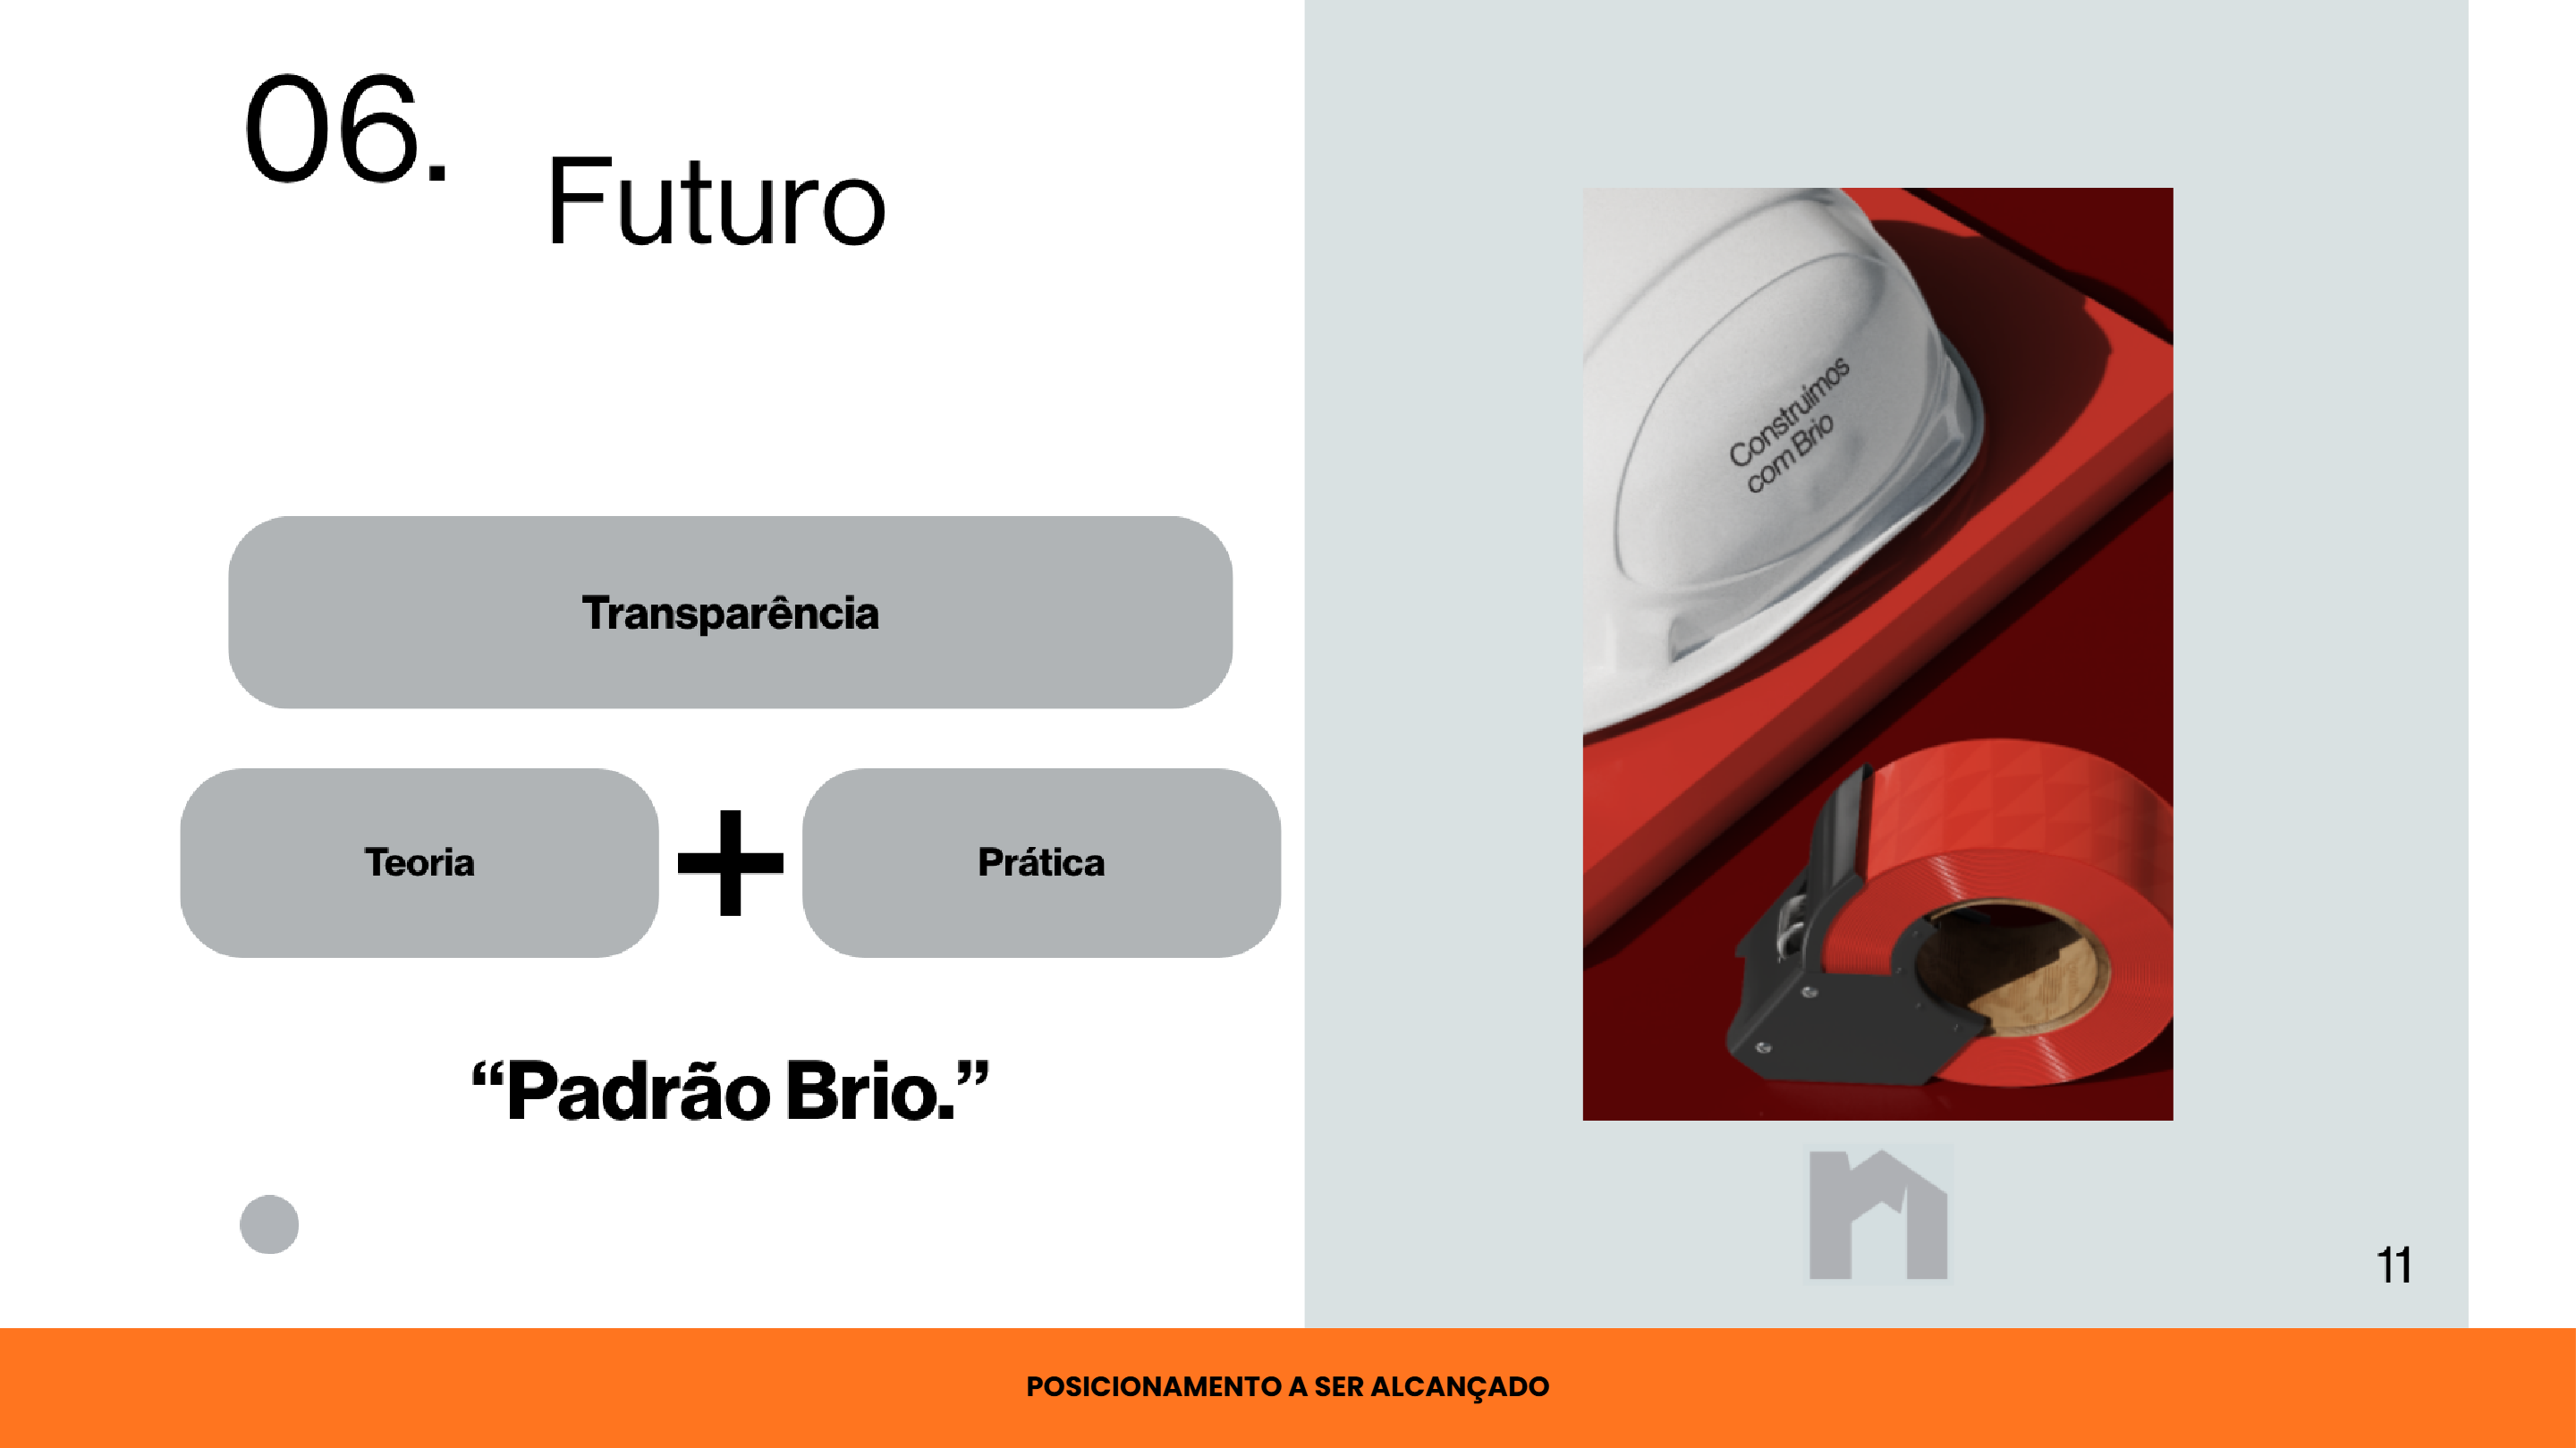 06.
Futuro
Transparência
Teoria
+
Prática
“Padrão Brio.”
Construímos
com Brio
11
POSICIONAMENTO A SER ALCANÇADO